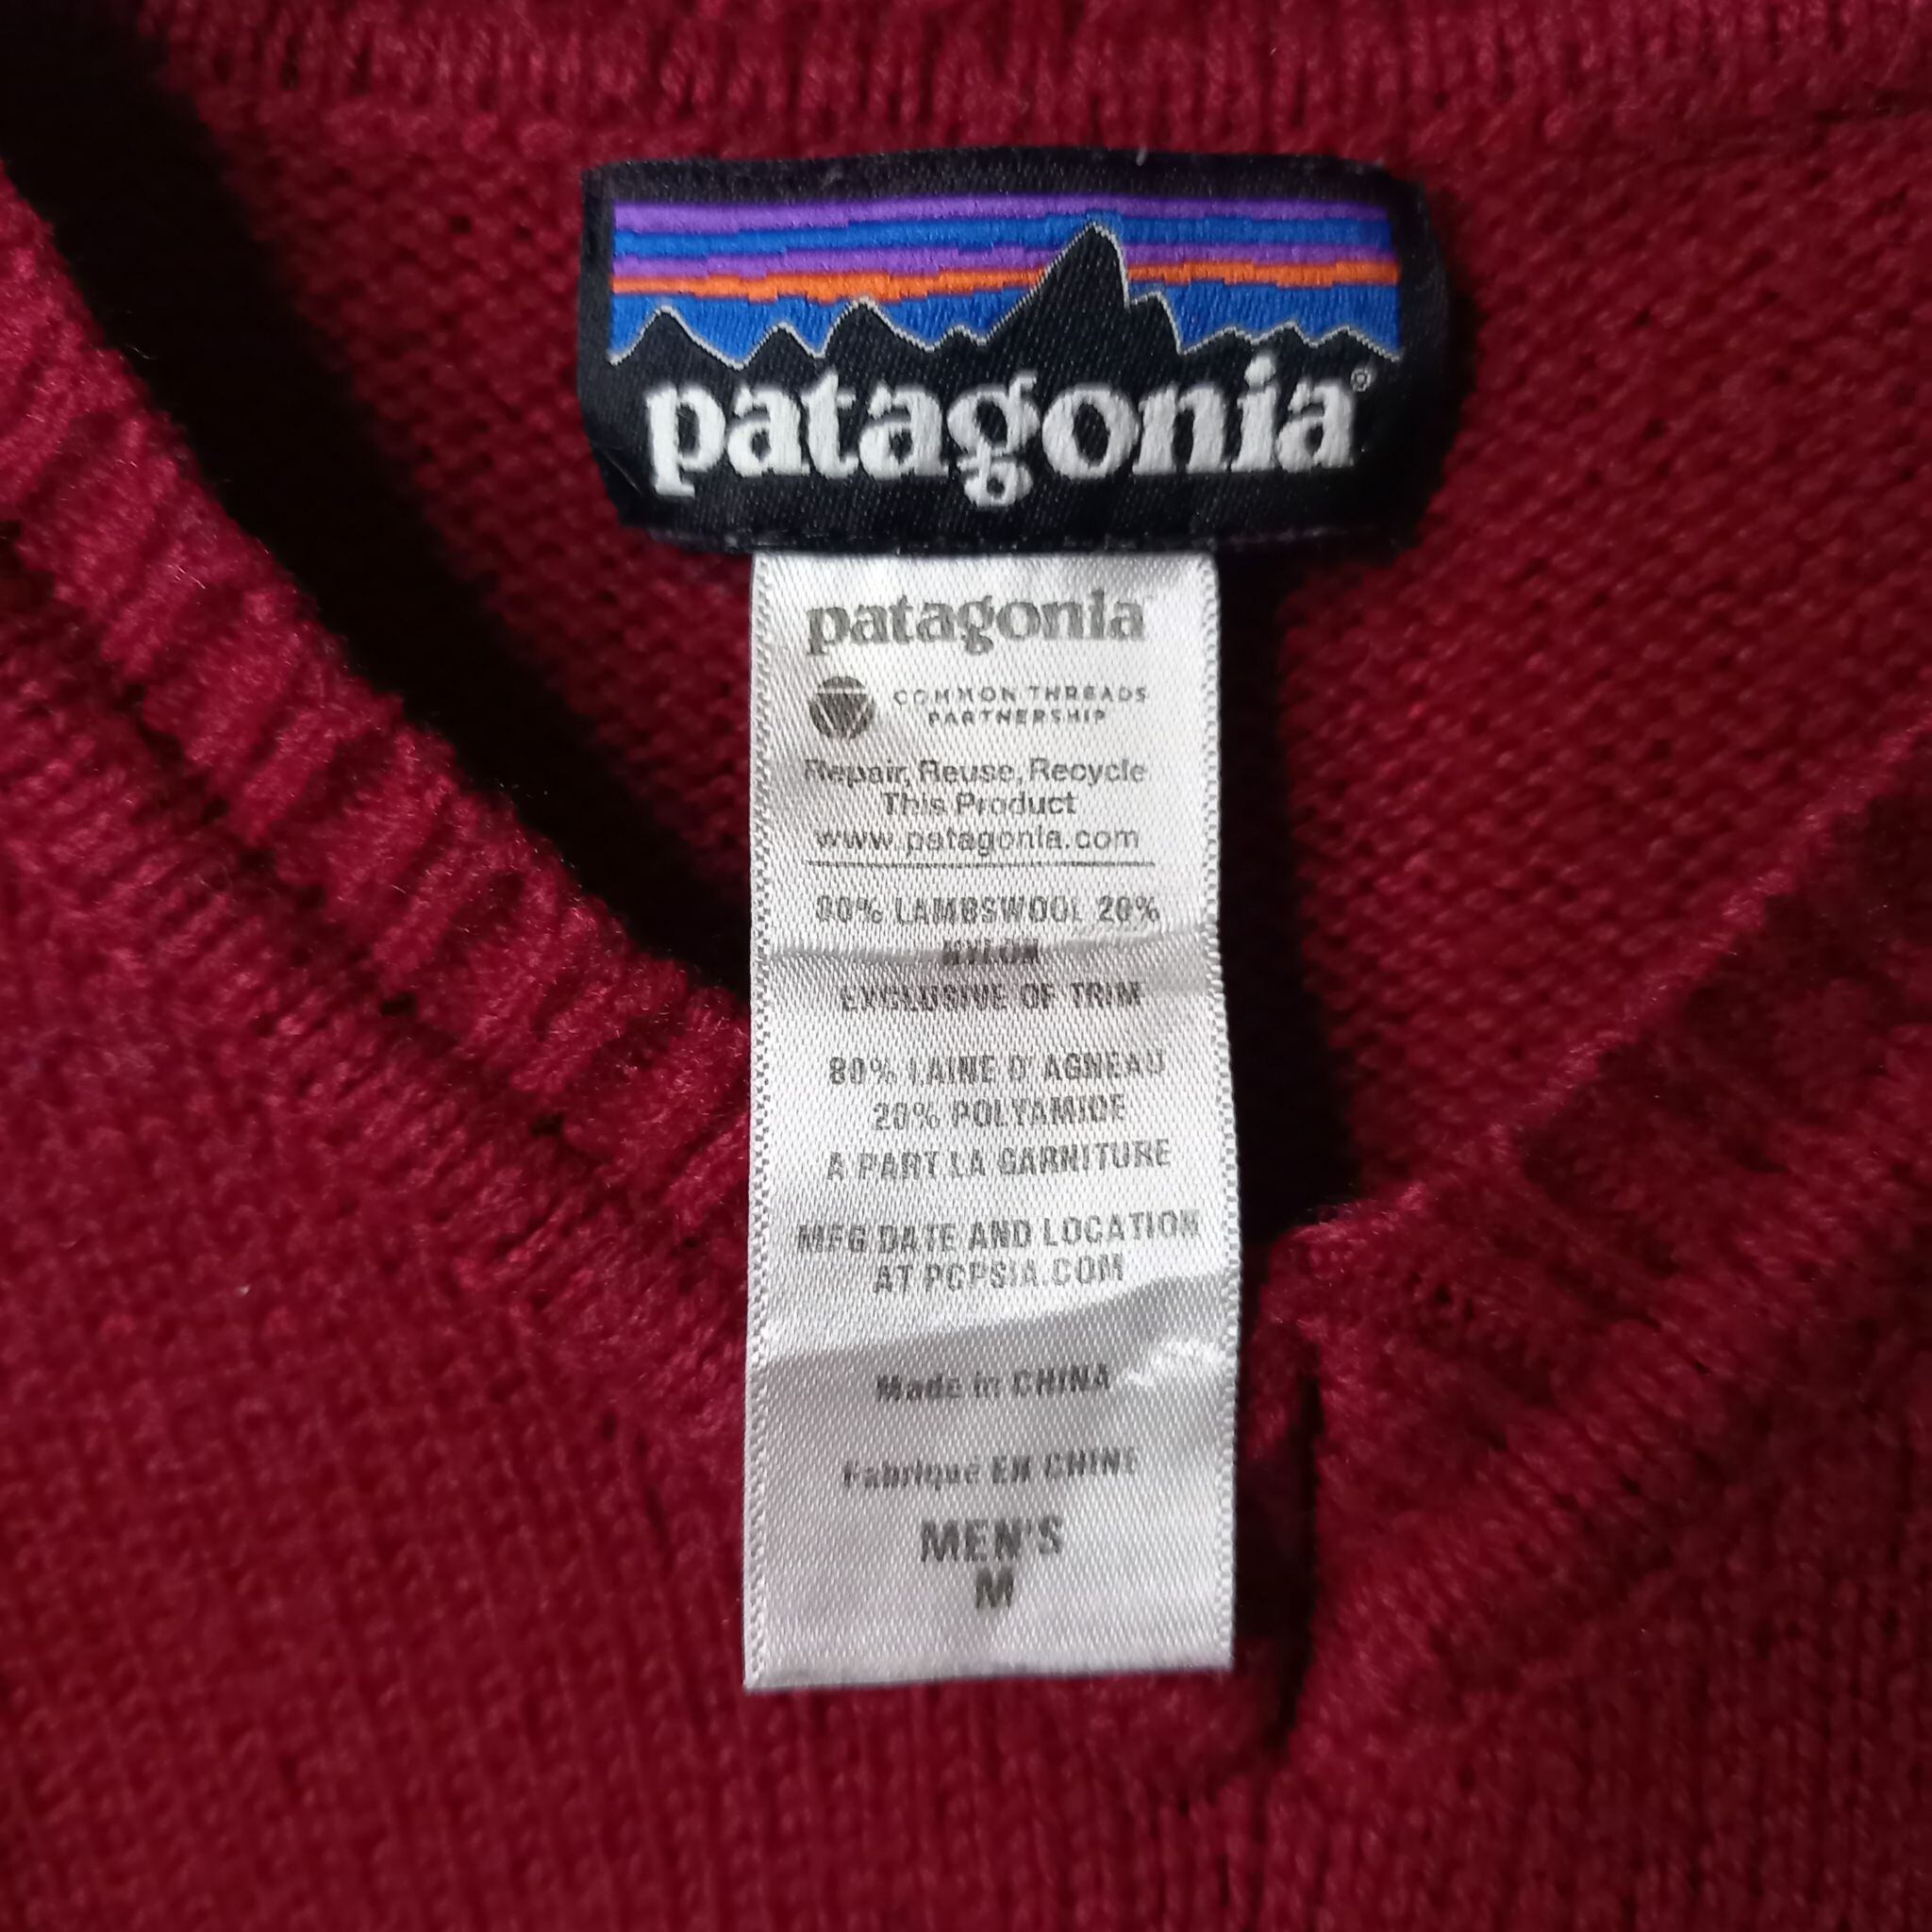 patagonia®
patagonia
COMMON THREADS
PARTNERSHIP
Repair, Reuse, Recycle
This Product
www.patagonia.com
80% LAMBSWOOL 20%
NYLON
EXCLUSIVE OF TRIM
80% LAINE D'AGNEAU
20% POLYAMIDE
A PART LA GARNITURE
MFG DATE AND LOCATION
AT PCPSIA.COM
Made in CHINA
Fabriqué EN CHINE
MEN'S
M